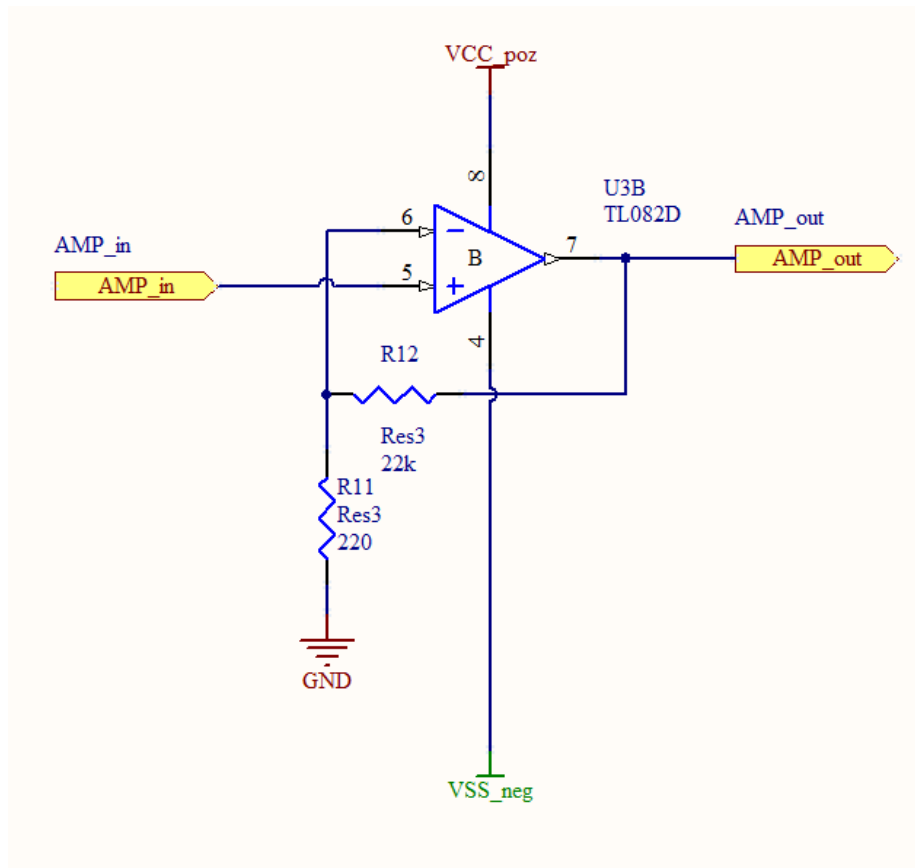 VCC_poz
8
U3B
TL082D
6
7
AMP_out
AMP_in
−
B
AMP_out
AMP_in
5
+
4
R12
Res3
22k
R11
Res3
220
GND
VSS_neg